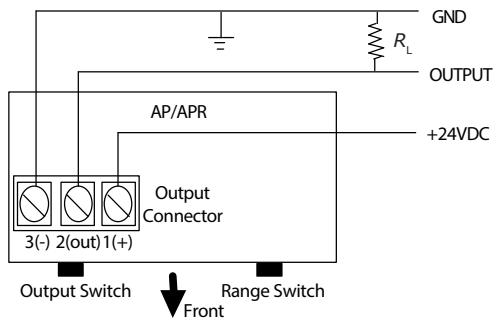 GND
R_L
OUTPUT
AP/APR
+24VDC
Output
Connector
3(-) 2(out) 1(+)
Output Switch
Range Switch
Front